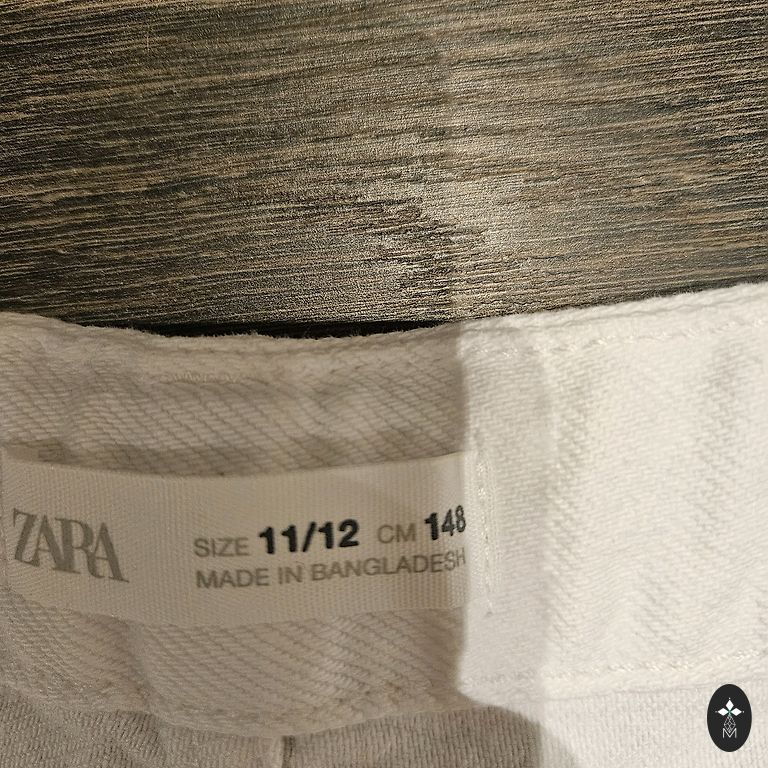 ZARA
SIZE 11/12 CM 148
MADE IN BANGLADESH
M